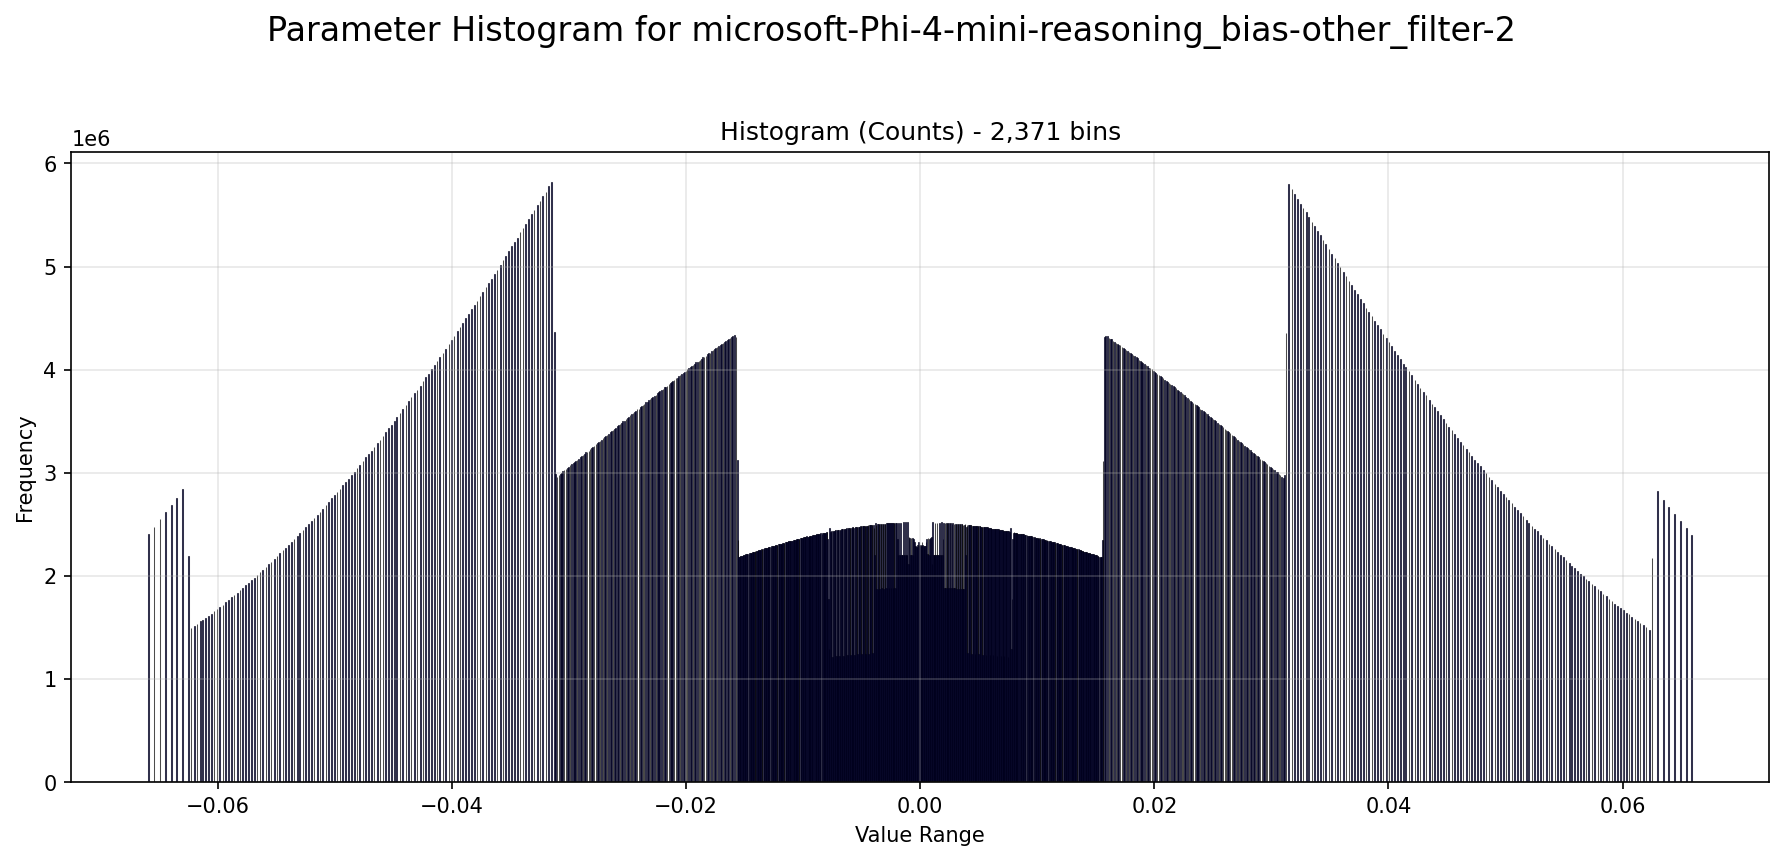 Parameter Histogram for microsoft-Phi-4-mini-reasoning_bias-other_filter-2
Histogram (Counts) - 2,371 bins
1e6
6
5
4
3
2
1
0
Frequency
−0.06 −0.04 −0.02 0.00 0.02 0.04 0.06
Value Range